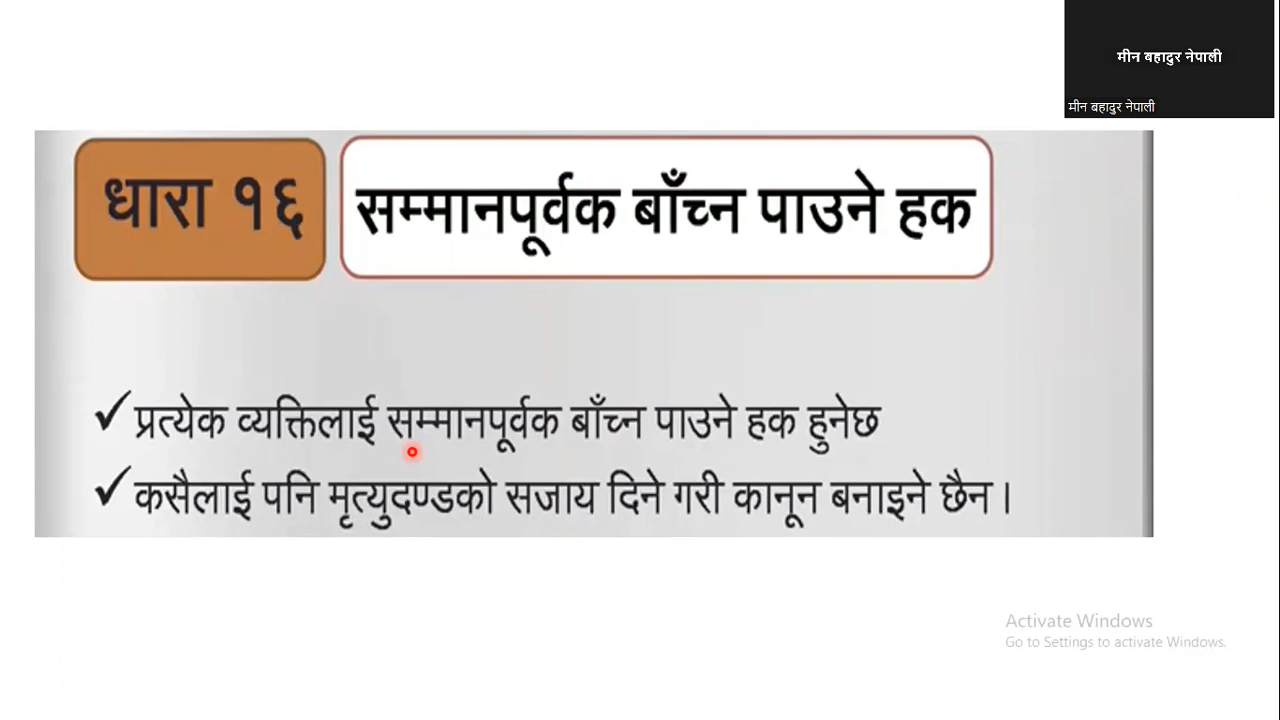 मीन बहादुर नेपाली
मीन बहादुर नेपाली
धारा १६
सम्मानपूर्वक बाँच्न पाउने हक
✓ प्रत्येक व्यक्तिलाई सम्मानपूर्वक बाँच्न पाउने हक हुनेछ
✓ कसैलाई पनि मृत्युदण्डको सजाय दिने गरी कानून बनाइने छैन ।
Activate Windows
Go to Settings to activate Windows.